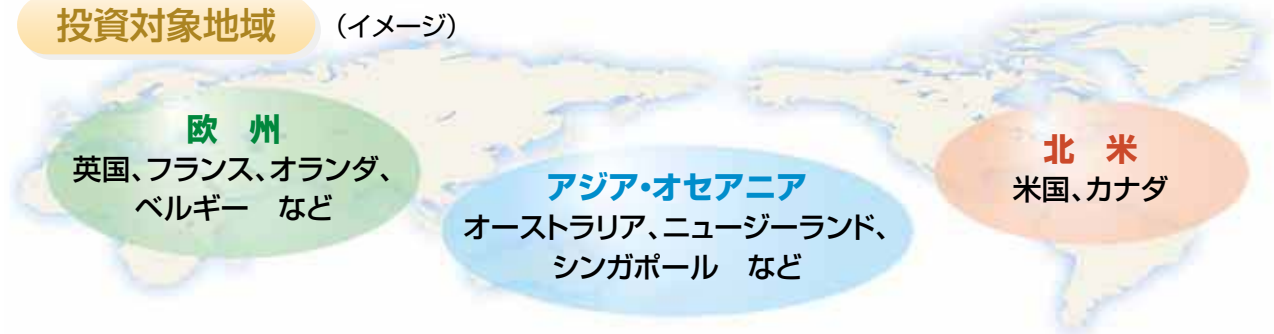 投資対象地域 （イメージ）
欧　州
英国、フランス、オランダ、
ベルギー　など
アジア・オセアニア
オーストラリア、ニュージーランド、
シンガポール　など
北　米
米国、カナダ